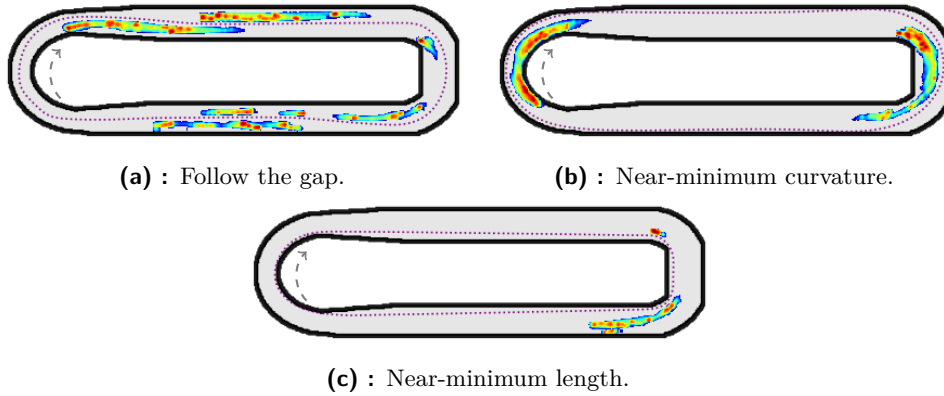 (a) : Follow the gap.
(b) : Near-minimum curvature.
(c) : Near-minimum length.